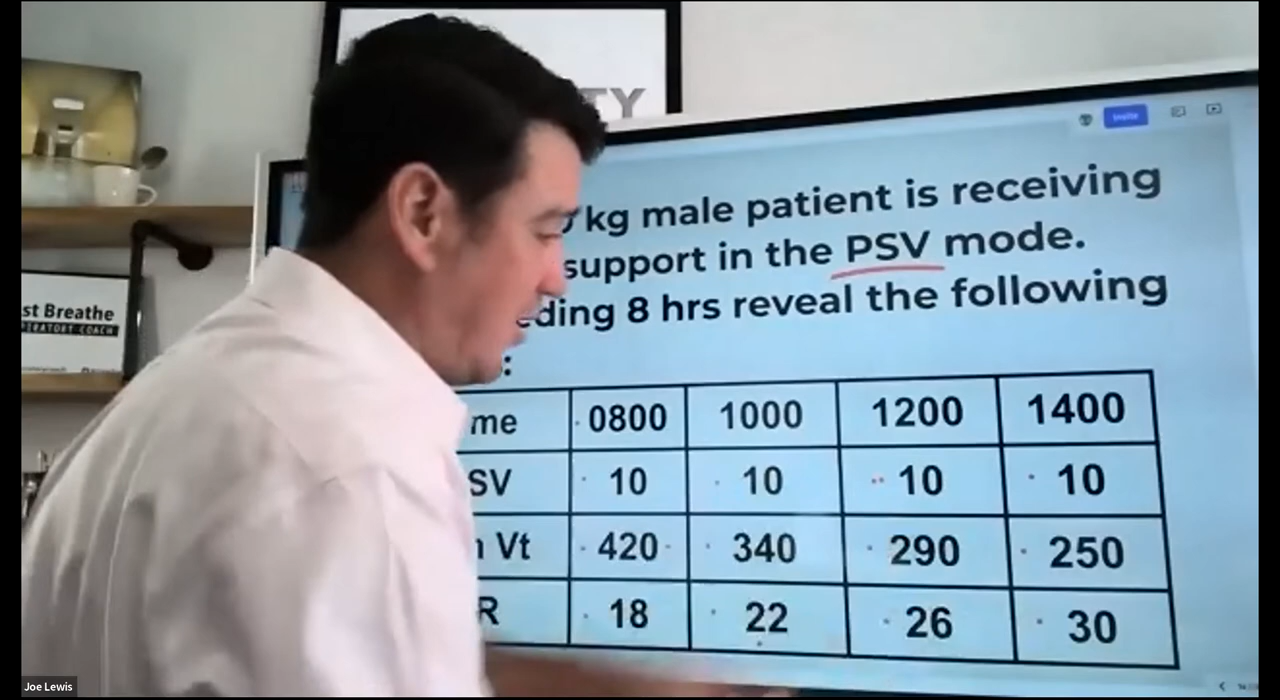 TY
Invite
kg male patient is receiving
support in the PSV mode.
ding 8 hrs reveal the following
:
st Breathe
RATORY COACH
me 0800 1000 1200 1400
SV 10 10 10 10
Vt 420 340 290 250
R 18 22 26 30
Joe Lewis